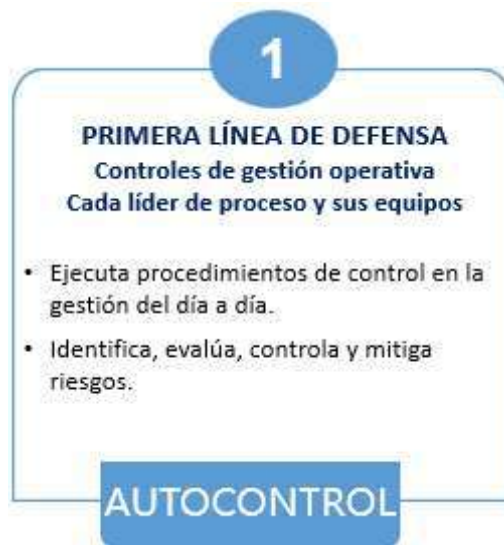 1
PRIMERA LÍNEA DE DEFENSA
Controles de gestión operativa
Cada líder de proceso y sus equipos
• Ejecuta procedimientos de control en la
gestión del día a día.
• Identifica, evalúa, controla y mitiga
riesgos.
AUTOCONTROL